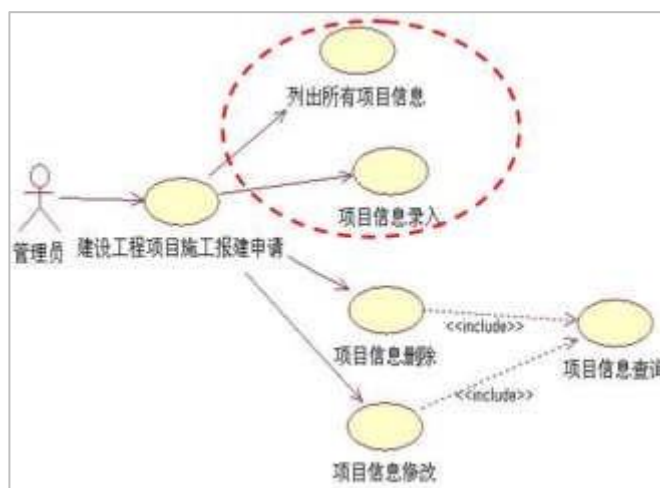 列出所有项目信息
项目信息录入
管理员
建设工程项目施工报建申请
<<include>>
项目信息删除
项目信息查询
<<include>>
项目信息修改